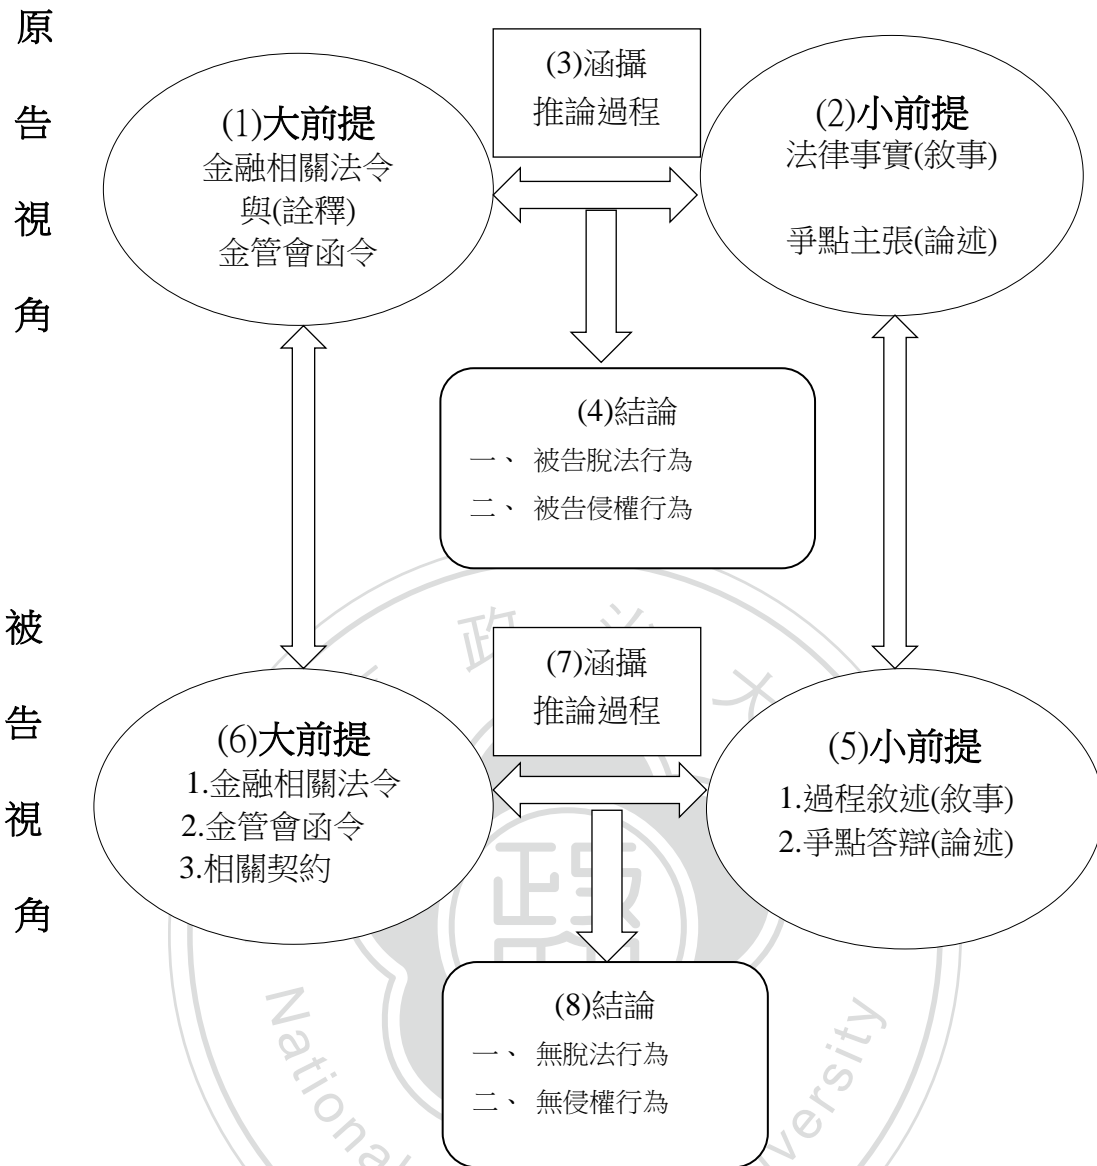 原告視角
(1)大前提
金融相關法令
與(詮釋)
金管會函令
(3)涵攝
推論過程
(2)小前提
法律事實(敘事)
爭點主張(論述)
(4)結論
一、 被告脫法行為
二、 被告侵權行為
被告視角
(6)大前提
1.金融相關法令
2.金管會函令
3.相關契約
(7)涵攝
推論過程
(5)小前提
1.過程敘述(敘事)
2.爭點答辯(論述)
(8)結論
一、 無脫法行為
二、 無侵權行為
政
大
National
versity